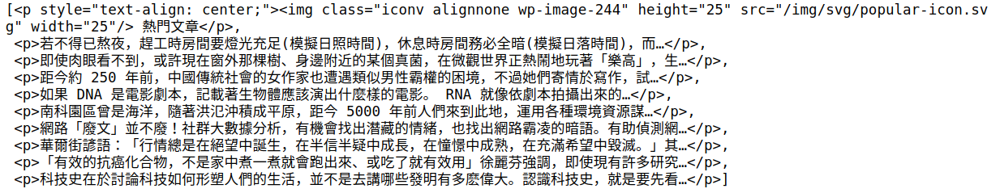 [<p style="text-align: center;"><img class="iconv alignnone wp-image-244" height="25" src="/img/svg/popular-icon.sv
g" width="25"/> 熱門文章</p>,
<p>若不得已熬夜，趕工時房間要燈光充足(模擬日照時間)，休息時房間務必全暗(模擬日落時間)，而…</p>,
<p>即使肉眼看不到，或許現在窗外那棵樹、身邊附近的某個真菌，在微觀世界正熱鬧地玩著「樂高」，生…</p>,
<p>距今約 250 年前，中國傳統社會的女作家也遭遇類似男性霸權的困境，不過她們寄情於寫作，試…</p>,
<p>如果 DNA 是電影劇本，記載著生物體應該演出什麼樣的電影。 RNA 就像依劇本拍攝出來的…</p>,
<p>南科園區曾是海洋，隨著洪氾沖積成平原，距今 5000 年前人們來到此地，運用各種環境資源謀…</p>,
<p>網路「廢文」並不廢！社群大數據分析，有機會找出潛藏的情緒，也找出網路霸凌的暗語。有助偵測網…</p>,
<p>華爾街諺語：「行情總是在絕望中誕生，在半信半疑中成長，在憧憬中成熟，在充滿希望中毀滅。」其…</p>,
<p>「有效的抗癌化合物，不是家中煮一煮就會跑出來、或吃了就有效用」徐麗芬強調，即使現有許多研究…</p>,
<p>科技史在於討論科技如何形塑人們的生活，並不是去講哪些發明有多麼偉大。認識科技史，就是要先看…</p>]